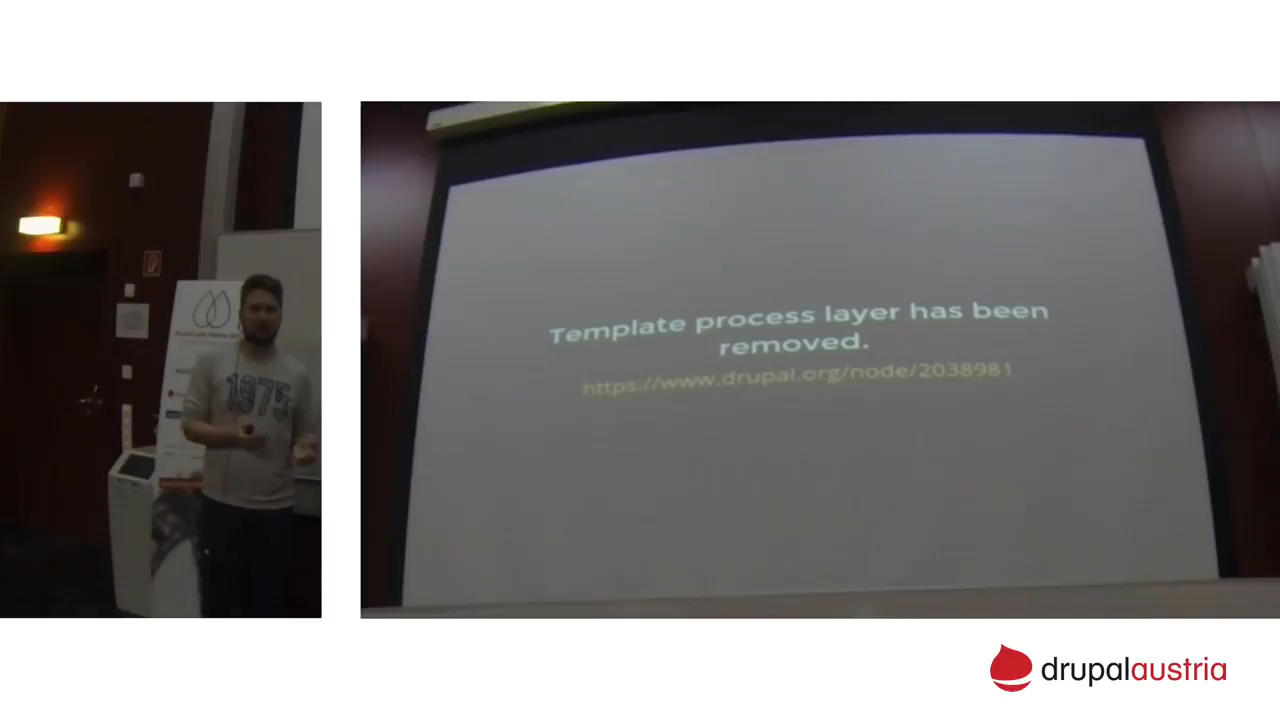 1975
Template process layer has been
removed.
https://www.drupal.org/node/2038981
drupalaustria